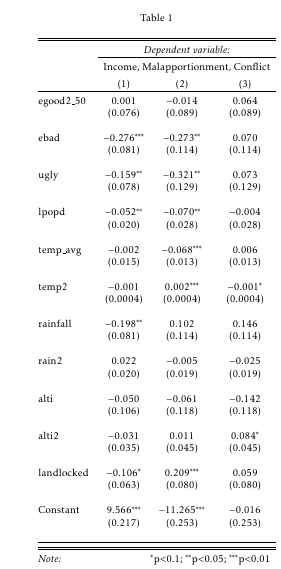 Table 1
Dependent variable:
Income, Malapportionment, Conflict
(1) (2) (3)
egood2_50 0.001 −0.014 0.064
(0.076) (0.089) (0.089)
ebad −0.276*** −0.273** 0.070
(0.081) (0.114) (0.114)
ugly −0.159** −0.321** 0.073
(0.078) (0.129) (0.129)
lpopd −0.052** −0.070** −0.004
(0.020) (0.028) (0.028)
temp_avg −0.002 −0.068*** 0.006
(0.015) (0.013) (0.013)
temp2 −0.001 0.002*** −0.001*
(0.0004) (0.0004) (0.0004)
rainfall −0.198** 0.102 0.146
(0.081) (0.114) (0.114)
rain2 0.022 −0.005 −0.025
(0.020) (0.019) (0.019)
alti −0.050 −0.061 −0.142
(0.106) (0.118) (0.118)
alti2 −0.031 0.011 0.084*
(0.035) (0.045) (0.045)
landlocked −0.106* 0.209*** 0.059
(0.063) (0.080) (0.080)
Constant 9.566*** −11.265*** −0.016
(0.217) (0.253) (0.253)
Note: *p<0.1; **p<0.05; ***p<0.01